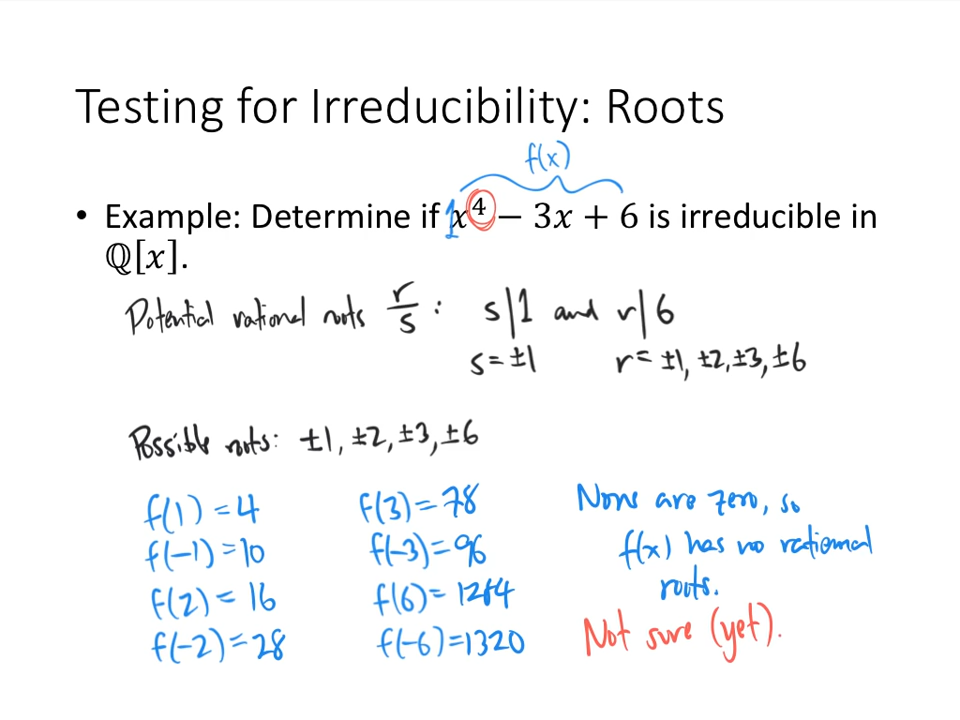 Testing for Irreducibility: Roots
f(x)
• Example: Determine if 1x⁴ − 3x + 6 is irreducible in
ℚ[x].
Potential rational roots r/s : s|1 and r|6
s = ±1 r = ±1, ±2, ±3, ±6
Possible roots: ±1, ±2, ±3, ±6
f(1) = 4 f(3) = 78 None are zero, so
f(-1) = 10 f(-3) = 96 f(x) has no rational
f(2) = 16 f(6) = 1284 roots.
f(-2) = 28 f(-6) = 1320 Not sure (yet).